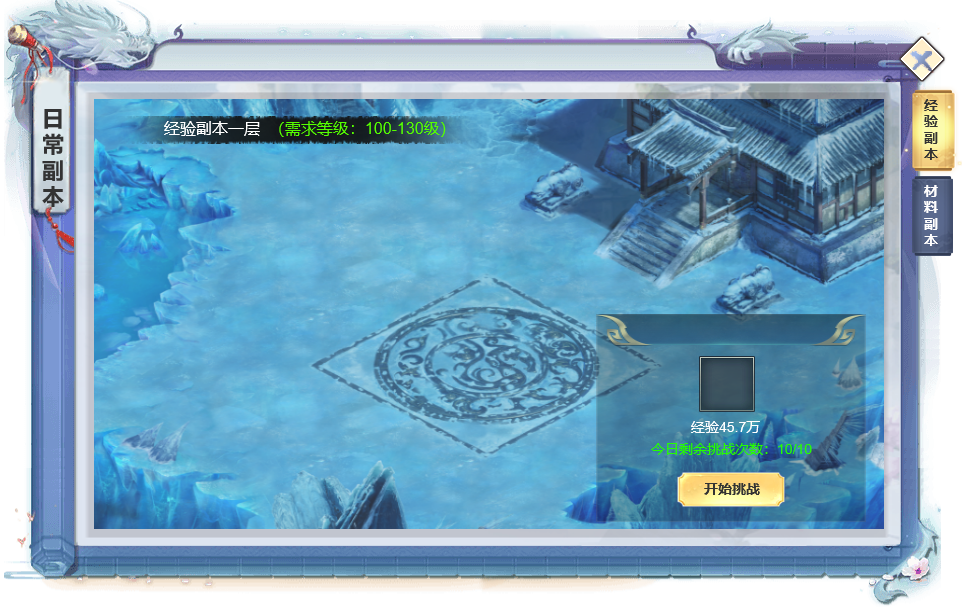 日常副本
经验副本一层 （需求等级：100-130级）
经验副本
材料副本
经验45.7万
今日剩余挑战次数：10/10
开始挑战